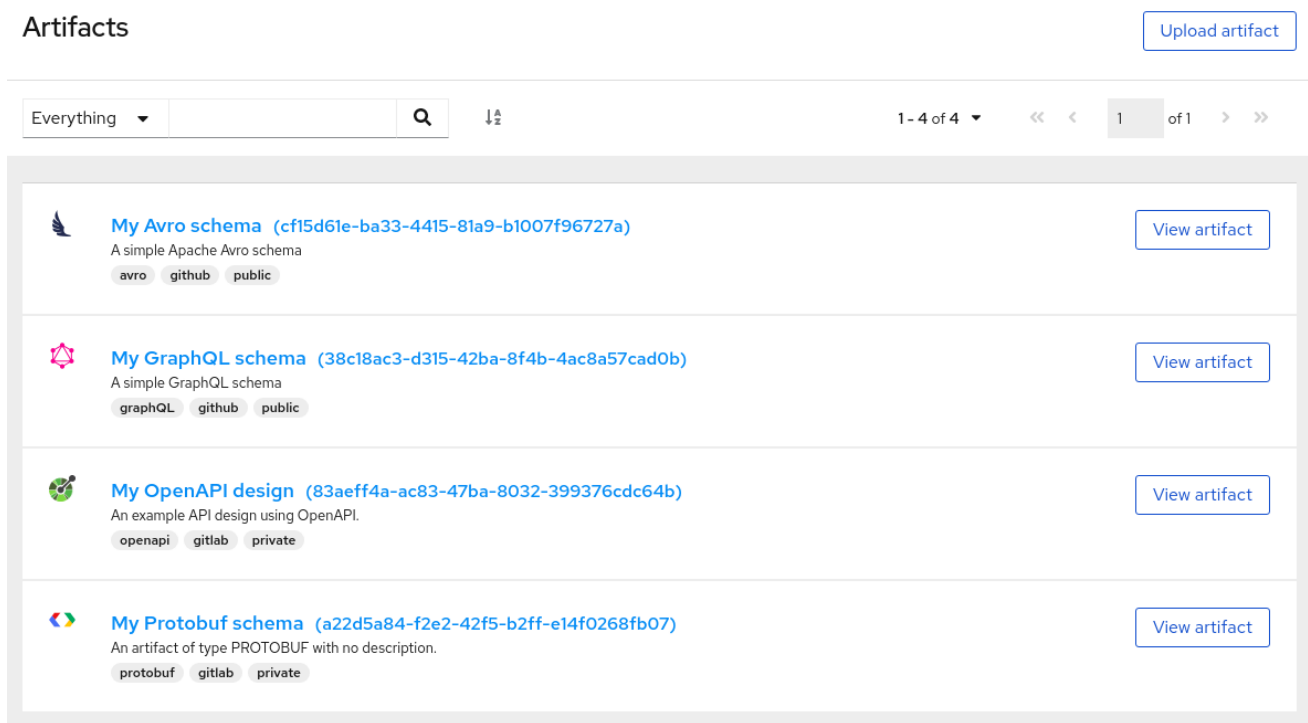 Artifacts
Upload artifact
Everything
1 - 4 of 4
1 of 1
My Avro schema (cf15d61e-ba33-4415-81a9-b1007f96727a)
View artifact
A simple Apache Avro schema
avro github public
My GraphQL schema (38c18ac3-d315-42ba-8f4b-4ac8a57cad0b)
View artifact
A simple GraphQL schema
graphQL github public
My OpenAPI design (83aeff4a-ac83-47ba-8032-399376cdc64b)
View artifact
An example API design using OpenAPI.
openapi gitlab private
My Protobuf schema (a22d5a84-f2e2-42f5-b2ff-e14f0268fb07)
View artifact
An artifact of type PROTOBUF with no description.
protobuf gitlab private